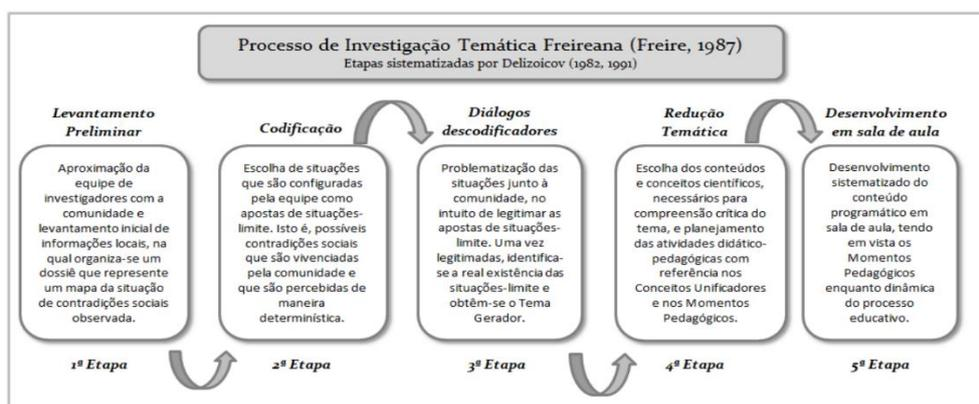 Processo de Investigação Temática Freireana (Freire, 1987)
Etapas sistematizadas por Delizoicov (1982, 1991)
Levantamento
Preliminar
Aproximação da
equipe de
investigadores com a
comunidade e
levantamento inicial de
informações locais, na
qual organiza-se um
dossiê que represente
um mapa da situação
de contradições sociais
observada.
1ª Etapa
Codificação
Escolha de situações
que são configuradas
pela equipe como
apostas de situações-
limite. Isto é, possíveis
contradições sociais
que são vivenciadas
pela comunidade e
que são percebidas de
maneira
determinística.
2ª Etapa
Diálogos
descodificadores
Problematização das
situações junto à
comunidade, no
intuito de legitimar as
apostas de situações-
limite. Uma vez
legitimadas, identifica-
se a real existência das
situações-limite e
obtêm-se o Tema
Gerador.
3ª Etapa
Redução
Temática
Escolha dos conteúdos
e conceitos científicos,
necessários para
compreensão crítica do
tema, e planejamento
das atividades didático-
pedagógicas com
referência nos
Conceitos Unificadores
e nos Momentos
Pedagógicos.
4ª Etapa
Desenvolvimento
em sala de aula
Desenvolvimento
sistematizado do
conteúdo
programático em
sala de aula, tendo
em vista os
Momentos
Pedagógicos
enquanto dinâmica
do processo
educativo.
5ª Etapa